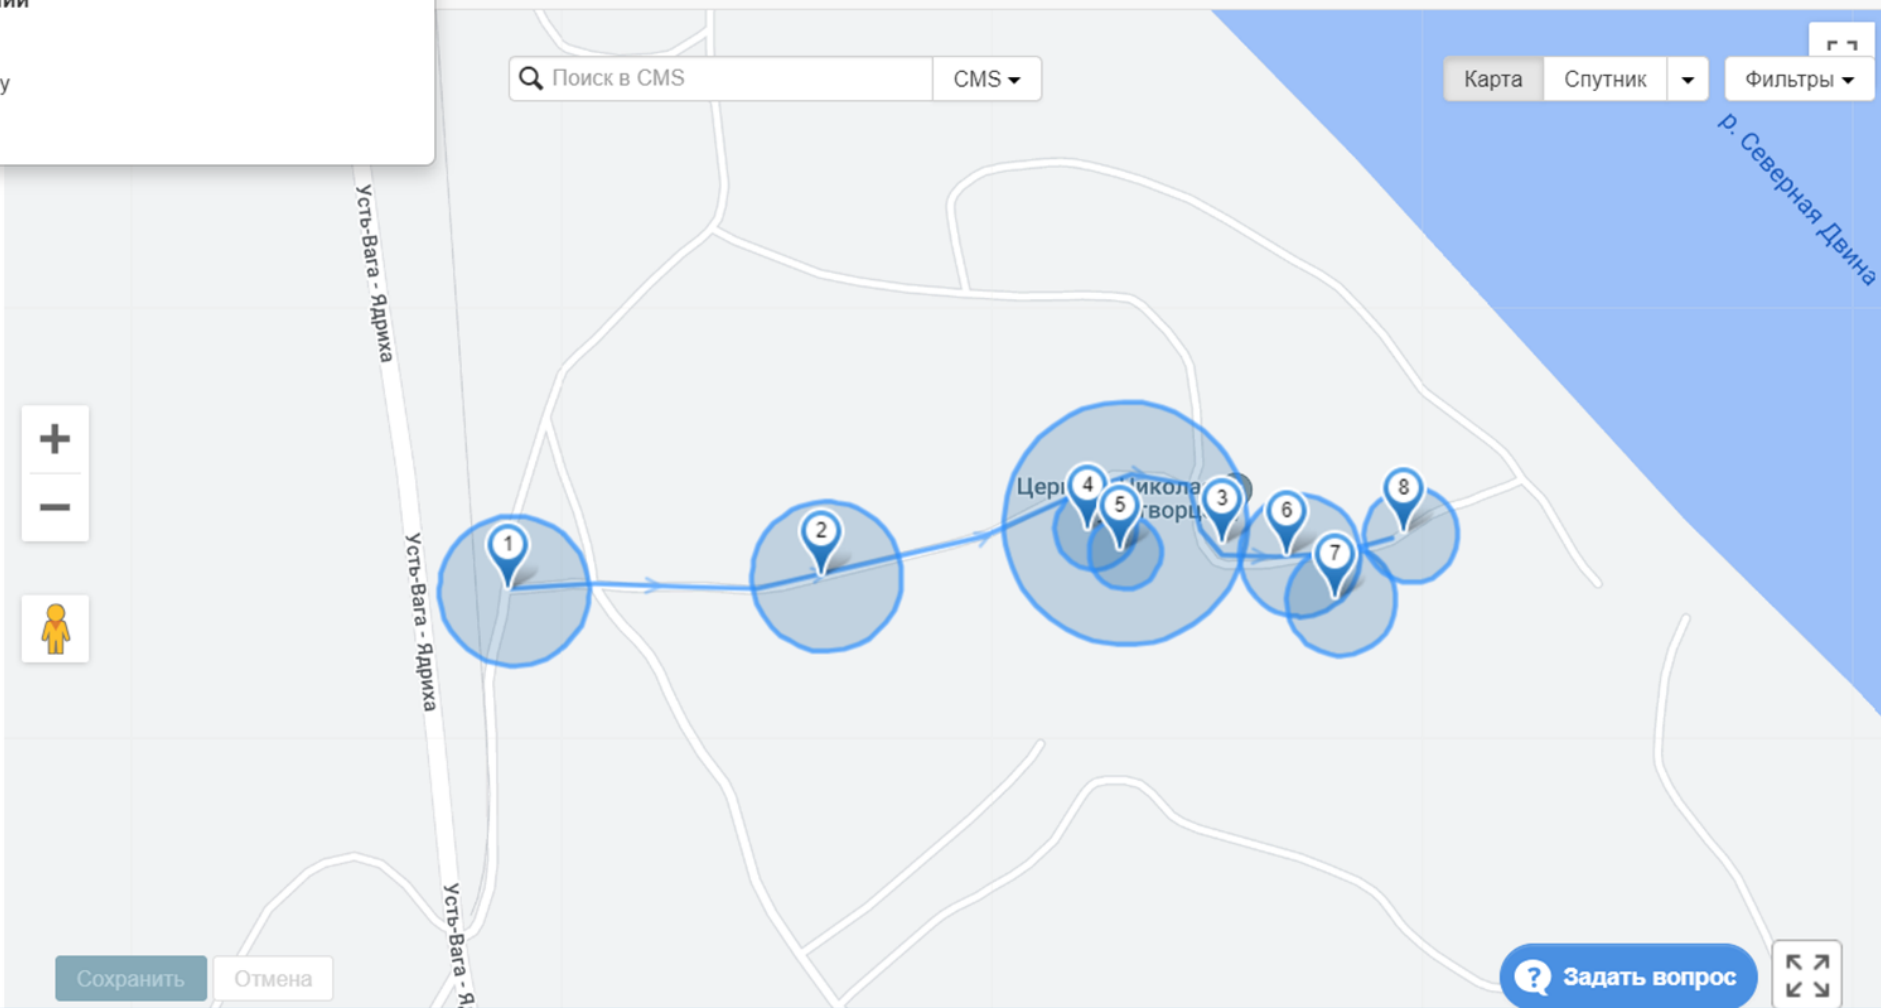 у
Поиск в CMS
CMS
Карта
Спутник
Фильтры
р. Северная Двина
Усть-Вага - Ядриха
1
2
4
5
3
6
7
8
Усть-Вага - Ядриха
Усть-Вага - Я
Сохранить
Отмена
Задать вопрос